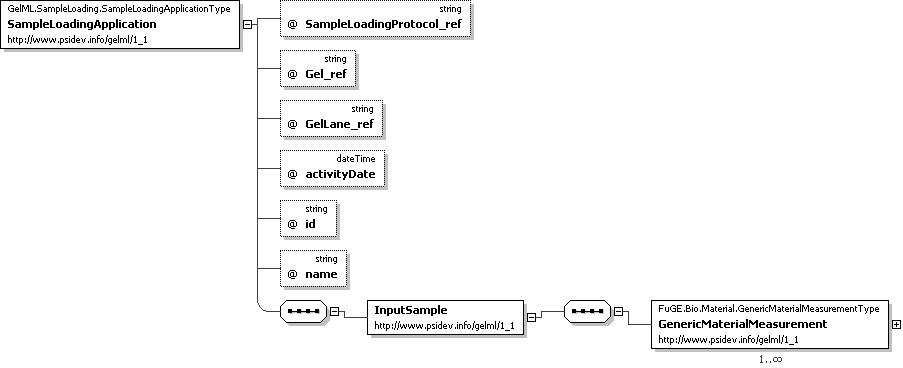 GelML.SampleLoading.SampleLoadingApplicationType
SampleLoadingApplication
http://www.psidev.info/gelml/1_1
string
@ SampleLoadingProtocol_ref
string
@ Gel_ref
string
@ GelLane_ref
dateTime
@ activityDate
string
@ id
string
@ name
InputSample
http://www.psidev.info/gelml/1_1
FuGE.Bio.Material.GenericMaterialMeasurementType
GenericMaterialMeasurement
http://www.psidev.info/gelml/1_1
1..∞